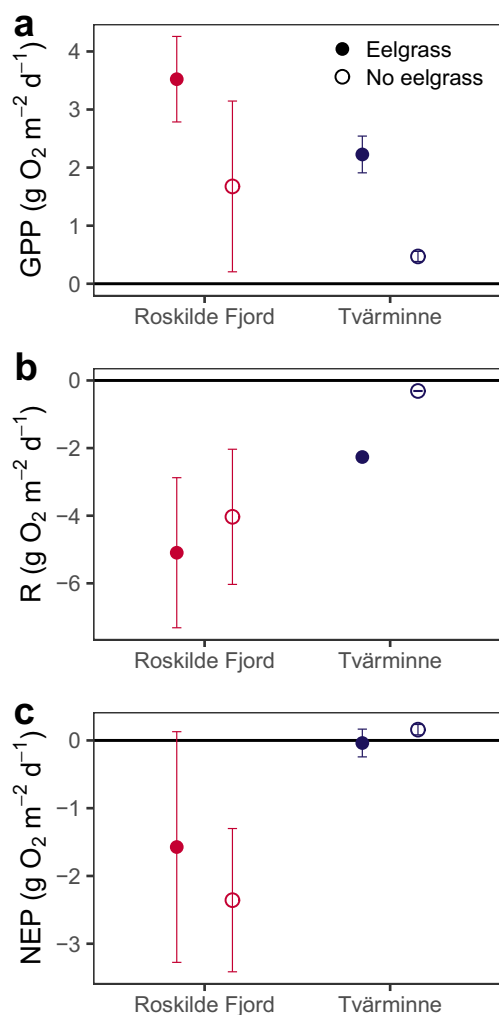 a
GPP (g O₂ m⁻² d⁻¹)
4
3
2
1
0
Eelgrass
No eelgrass
Roskilde Fjord Tvärminne
b
R (g O₂ m⁻² d⁻¹)
0
−2
−4
−6
Roskilde Fjord Tvärminne
c
NEP (g O₂ m⁻² d⁻¹)
0
−1
−2
−3
Roskilde Fjord Tvärminne